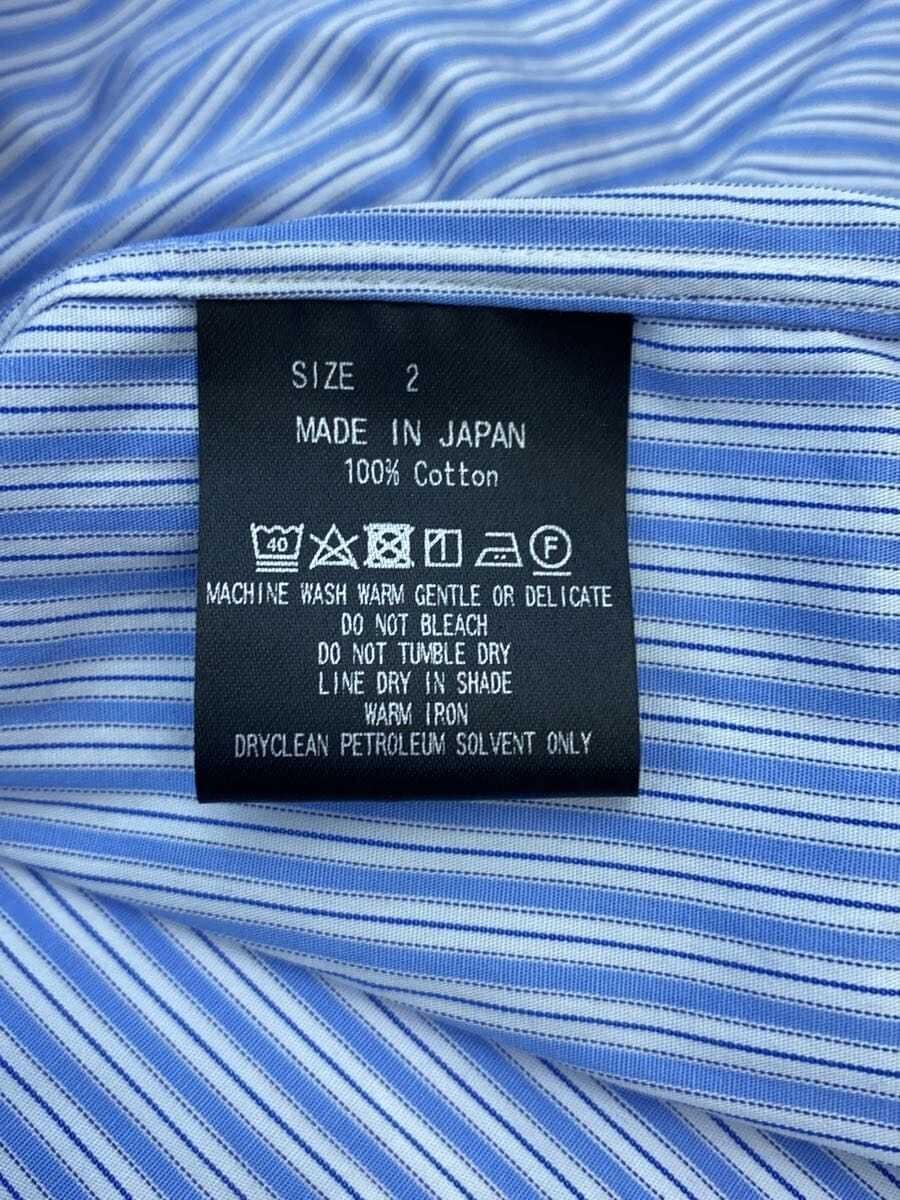 SIZE 2
MADE IN JAPAN
100% Cotton
40 F
MACHINE WASH WARM GENTLE OR DELICATE
DO NOT BLEACH
DO NOT TUMBLE DRY
LINE DRY IN SHADE
WARM IRON
DRYCLEAN PETROLEUM SOLVENT ONLY